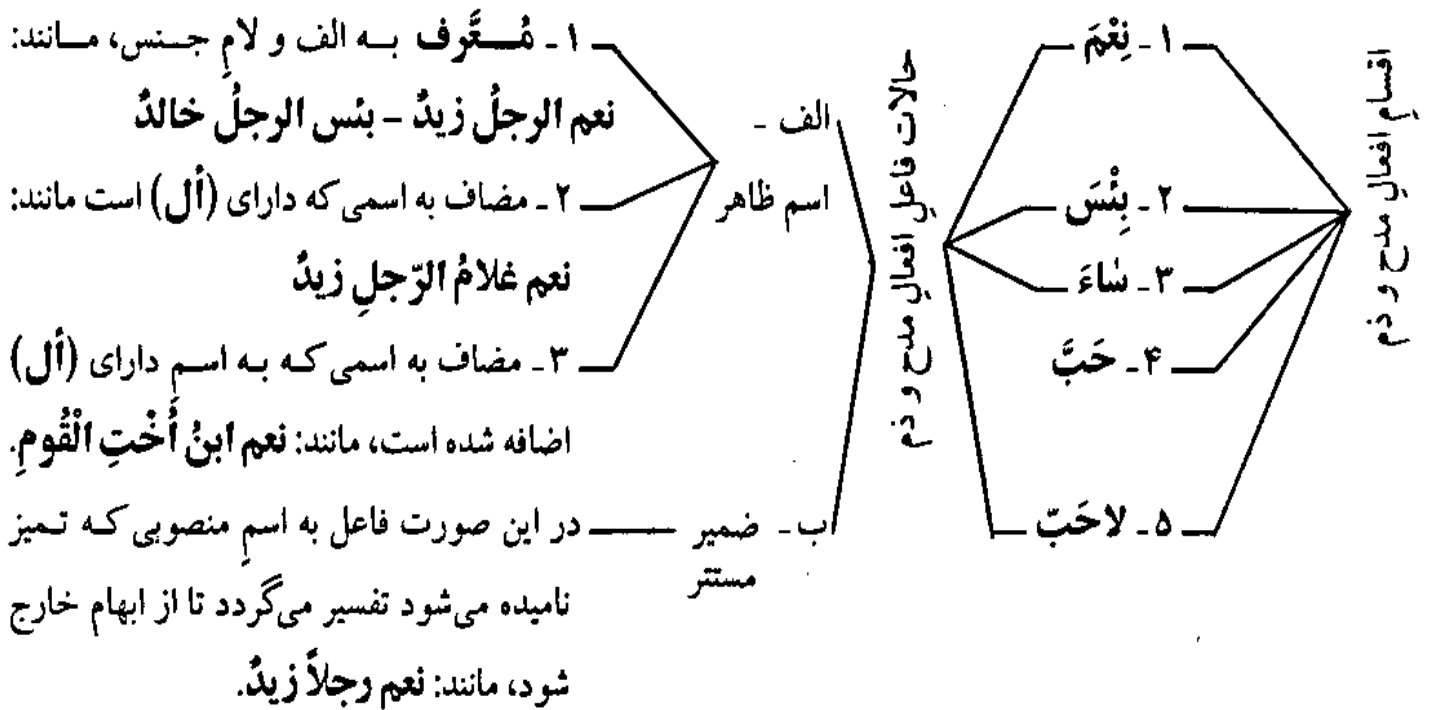 اقسامِ افعالِ مدح و ذم
۱ـ نِعْمَ
۲ـ بِئْسَ
۳ـ سٰاءَ
۴ـ حَبَّ
۵ـ لاحَبّ
حالات فاعلِ افعالِ مدح و ذم
الف ـ
اسم ظاهر
۱ـ مُعَّرف به الف و لامِ جنس، مانند:
نعم الرجلُ زیدٌ – بئس الرجلُ خالدٌ
۲ـ مضاف به اسمی که دارای (أل) است مانند:
نعم غلامُ الرّجلِ زیدٌ
۳ـ مضاف به اسمی که به اسمِ دارای (أل)
اضافه شده است، مانند: نعم ابنُ أُخْتِ الْقُومِ.
ب ـ ضمیر
مستتر
در این صورت فاعل به اسمِ منصوبی که تمیز
نامیده می‌شود تفسیر می‌گردد تا از ابهام خارج
شود، مانند: نعم رجلاً زیدٌ.